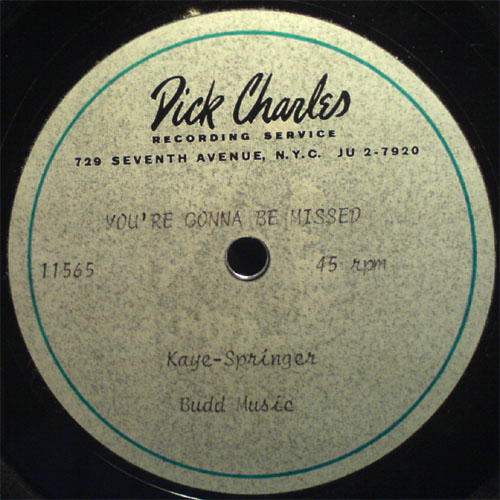 Dick Charles
RECORDING SERVICE
729 SEVENTH AVENUE, N.Y.C. JU 2-7920
YOU'RE GONNA BE MISSED
11565 45 rpm
Kaye-Springer
Budd Music